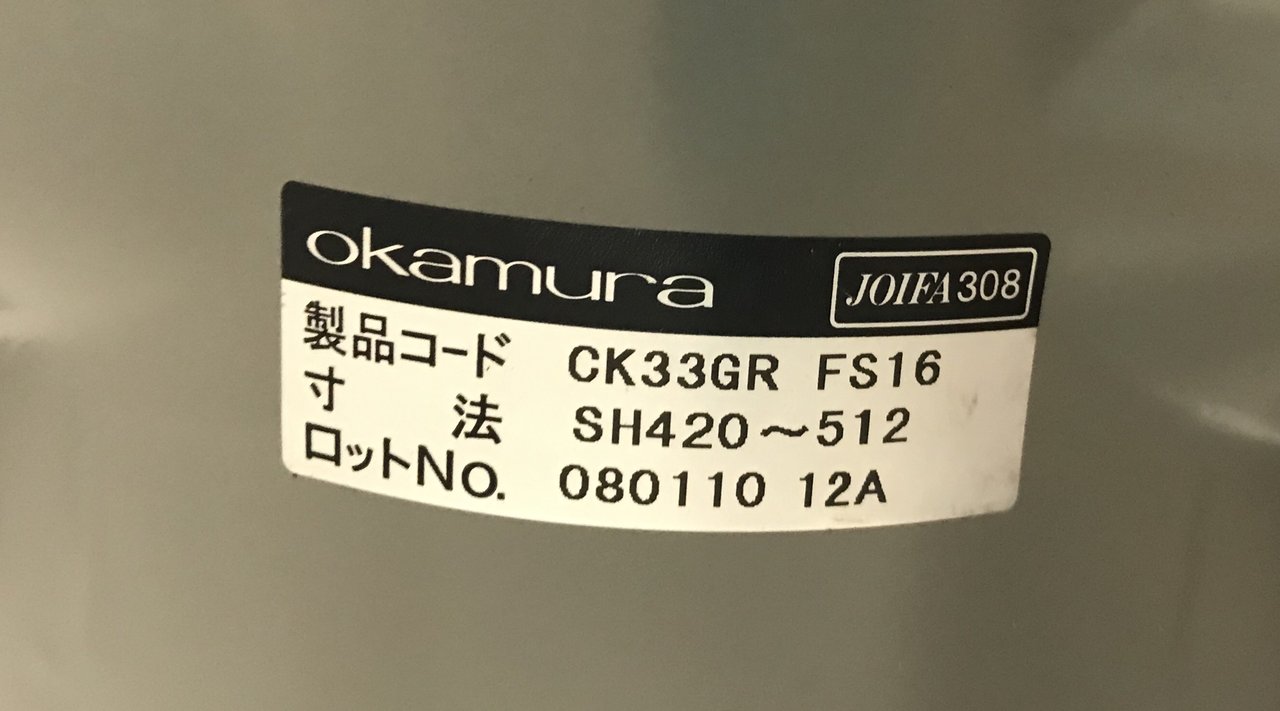 okamura JOIFA308
製品コード CK33GR FS16
寸法 SH420～512
ロットNo. 080110 12A